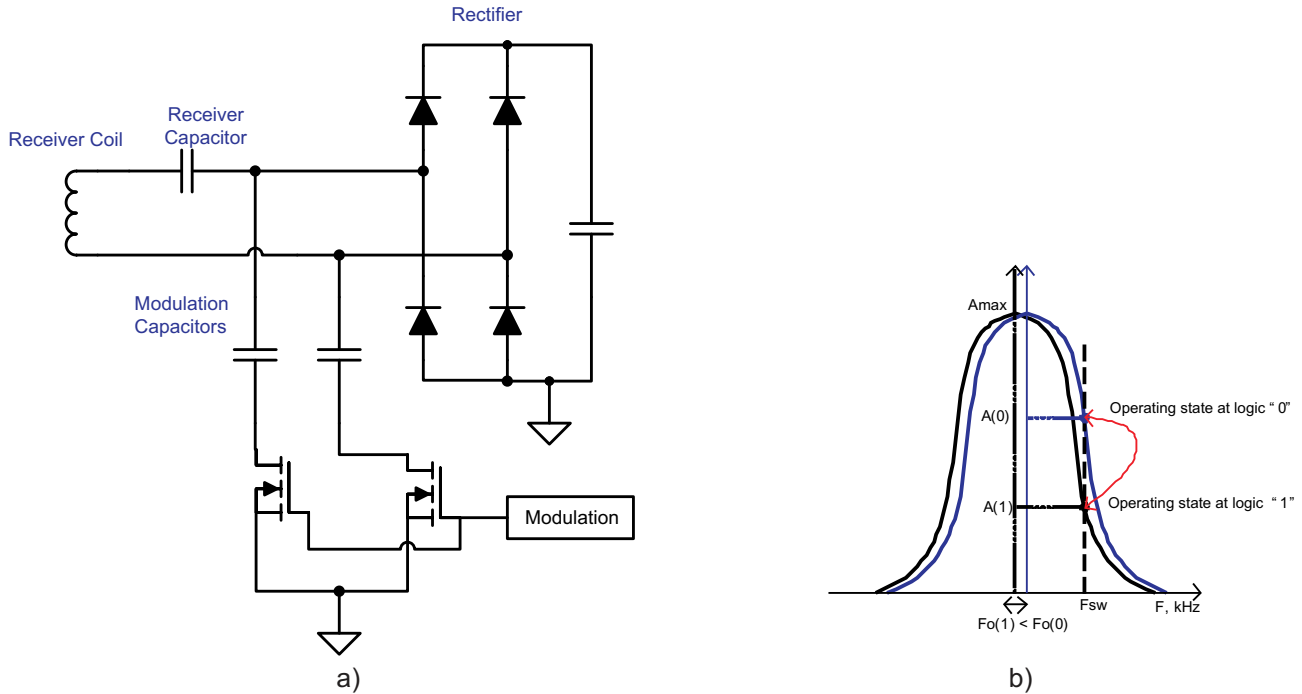 Rectifier
Receiver
Capacitor
Receiver Coil
Modulation
Capacitors
Modulation
a)
Amax
A(0)
Operating state at logic “ 0”
A(1)
Operating state at logic “ 1”
Fsw
F, kHz
Fo(1) < Fo(0)
b)